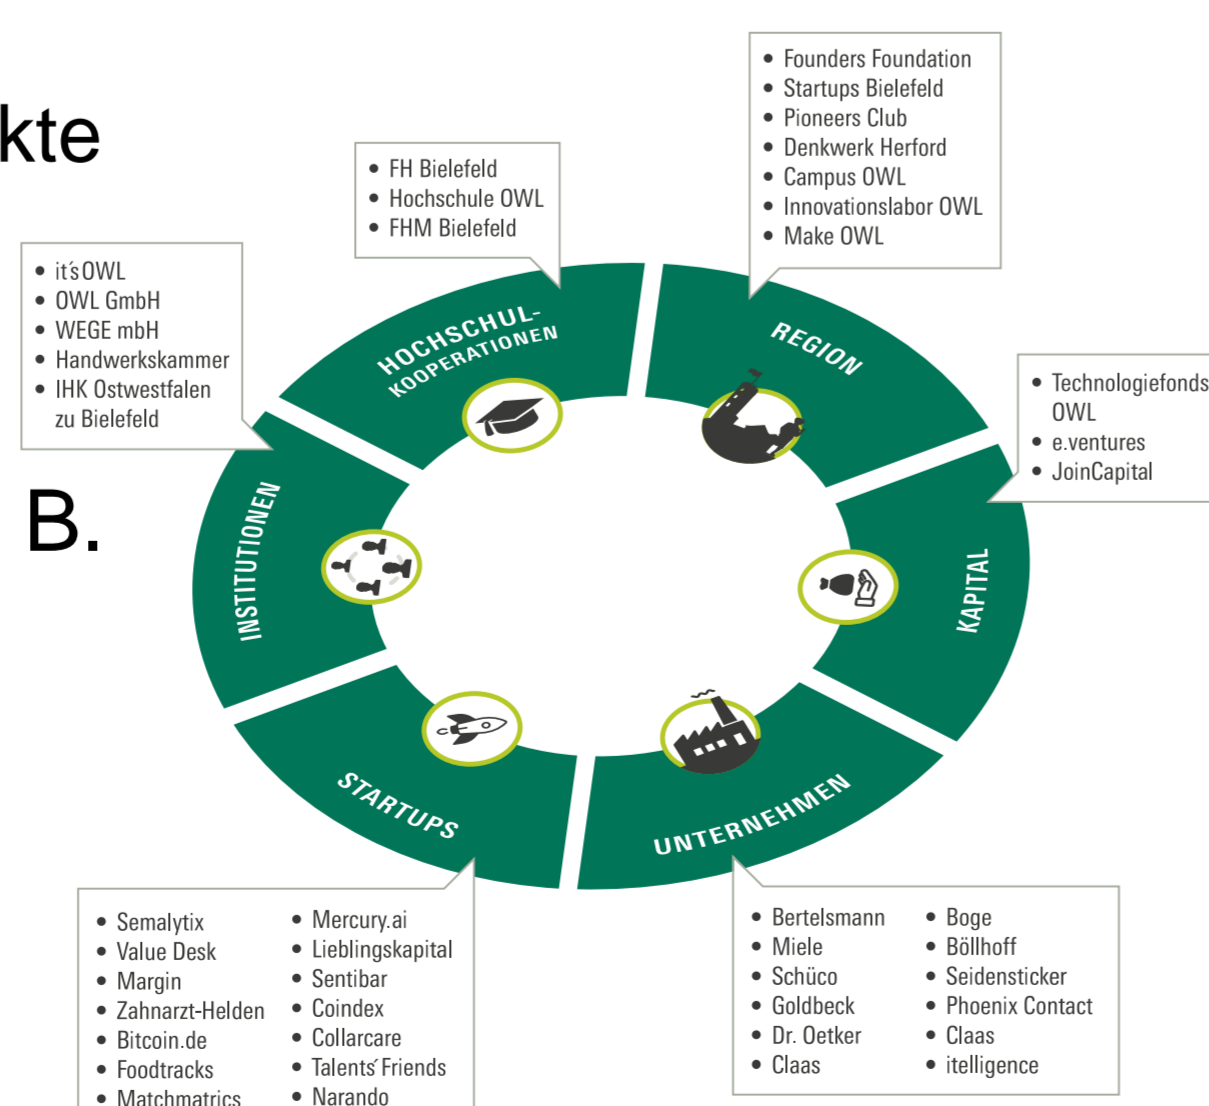 kte
B.
• Founders Foundation
• Startups Bielefeld
• Pioneers Club
• Denkwerk Herford
• Campus OWL
• Innovationslabor OWL
• Make OWL
• FH Bielefeld
• Hochschule OWL
• FHM Bielefeld
• it´s OWL
• OWL GmbH
• WEGE mbH
• Handwerkskammer
• IHK Ostwestfalen
zu Bielefeld
• Technologiefonds
OWL
• e.ventures
• JoinCapital
HOCHSCHUL-
KOOPERATIONEN
REGION
INSTITUTIONEN
KAPITAL
STARTUPS
UNTERNEHMEN
• Semalytix
• Value Desk
• Margin
• Zahnarzt-Helden
• Bitcoin.de
• Foodtracks
• Matchmatrics
• Mercury.ai
• Lieblingskapital
• Sentibar
• Coindex
• Collarcare
• Talents´ Friends
• Narando
• Bertelsmann
• Miele
• Schüco
• Goldbeck
• Dr. Oetker
• Claas
• Boge
• Böllhoff
• Seidensticker
• Phoenix Contact
• Claas
• itelligence